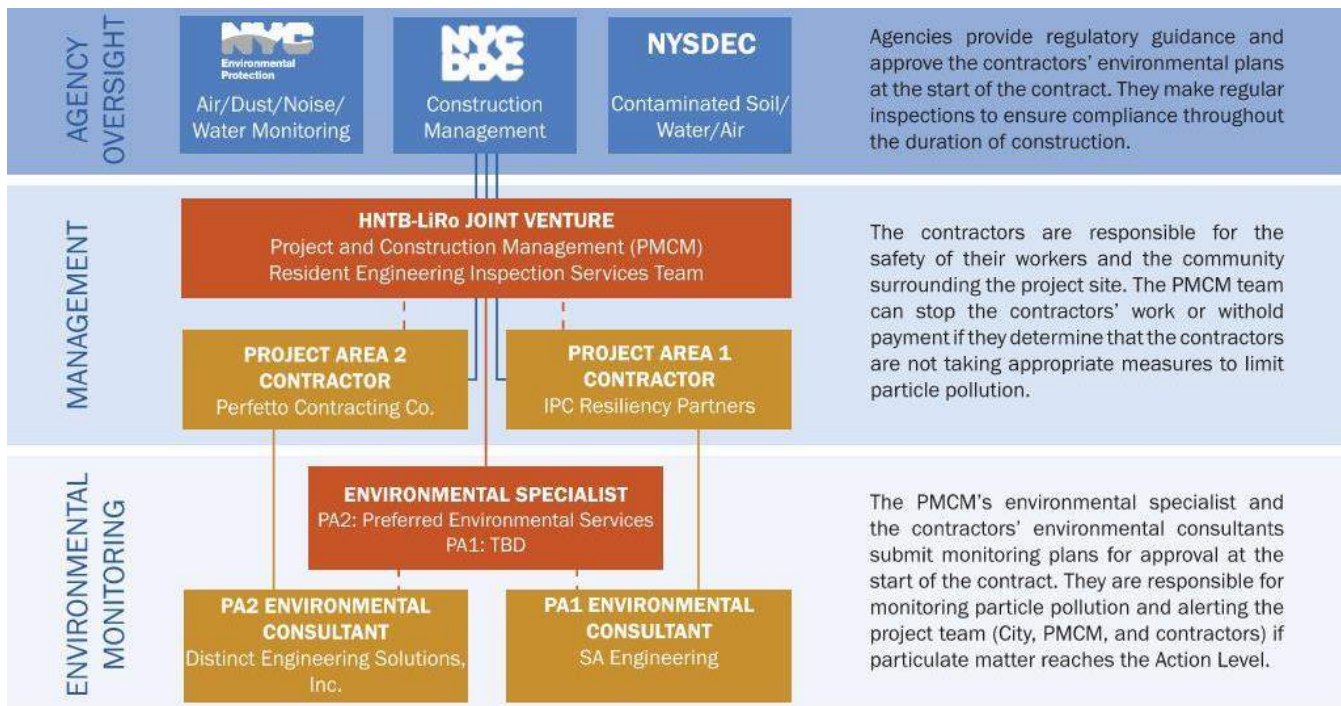 AGENCY
OVERSIGHT
NYC
Environmental
Protection
Air/Dust/Noise/
Water Monitoring
NYC
DDC
Construction
Management
NYSDEC
Contaminated Soil/
Water/Air
Agencies provide regulatory guidance and
approve the contractors' environmental plans
at the start of the contract. They make regular
inspections to ensure compliance throughout
the duration of construction.
MANAGEMENT
HNTB-LiRo JOINT VENTURE
Project and Construction Management (PMCM)
Resident Engineering Inspection Services Team
PROJECT AREA 2
CONTRACTOR
Perfetto Contracting Co.
PROJECT AREA 1
CONTRACTOR
IPC Resiliency Partners
The contractors are responsible for the
safety of their workers and the community
surrounding the project site. The PMCM team
can stop the contractors' work or withold
payment if they determine that the contractors
are not taking appropriate measures to limit
particle pollution.
ENVIRONMENTAL
MONITORING
ENVIRONMENTAL SPECIALIST
PA2: Preferred Environmental Services
PA1: TBD
PA2 ENVIRONMENTAL
CONSULTANT
Distinct Engineering Solutions,
Inc.
PA1 ENVIRONMENTAL
CONSULTANT
SA Engineering
The PMCM's environmental specialist and
the contractors' environmental consultants
submit monitoring plans for approval at the
start of the contract. They are responsible for
monitoring particle pollution and alerting the
project team (City, PMCM, and contractors) if
particulate matter reaches the Action Level.